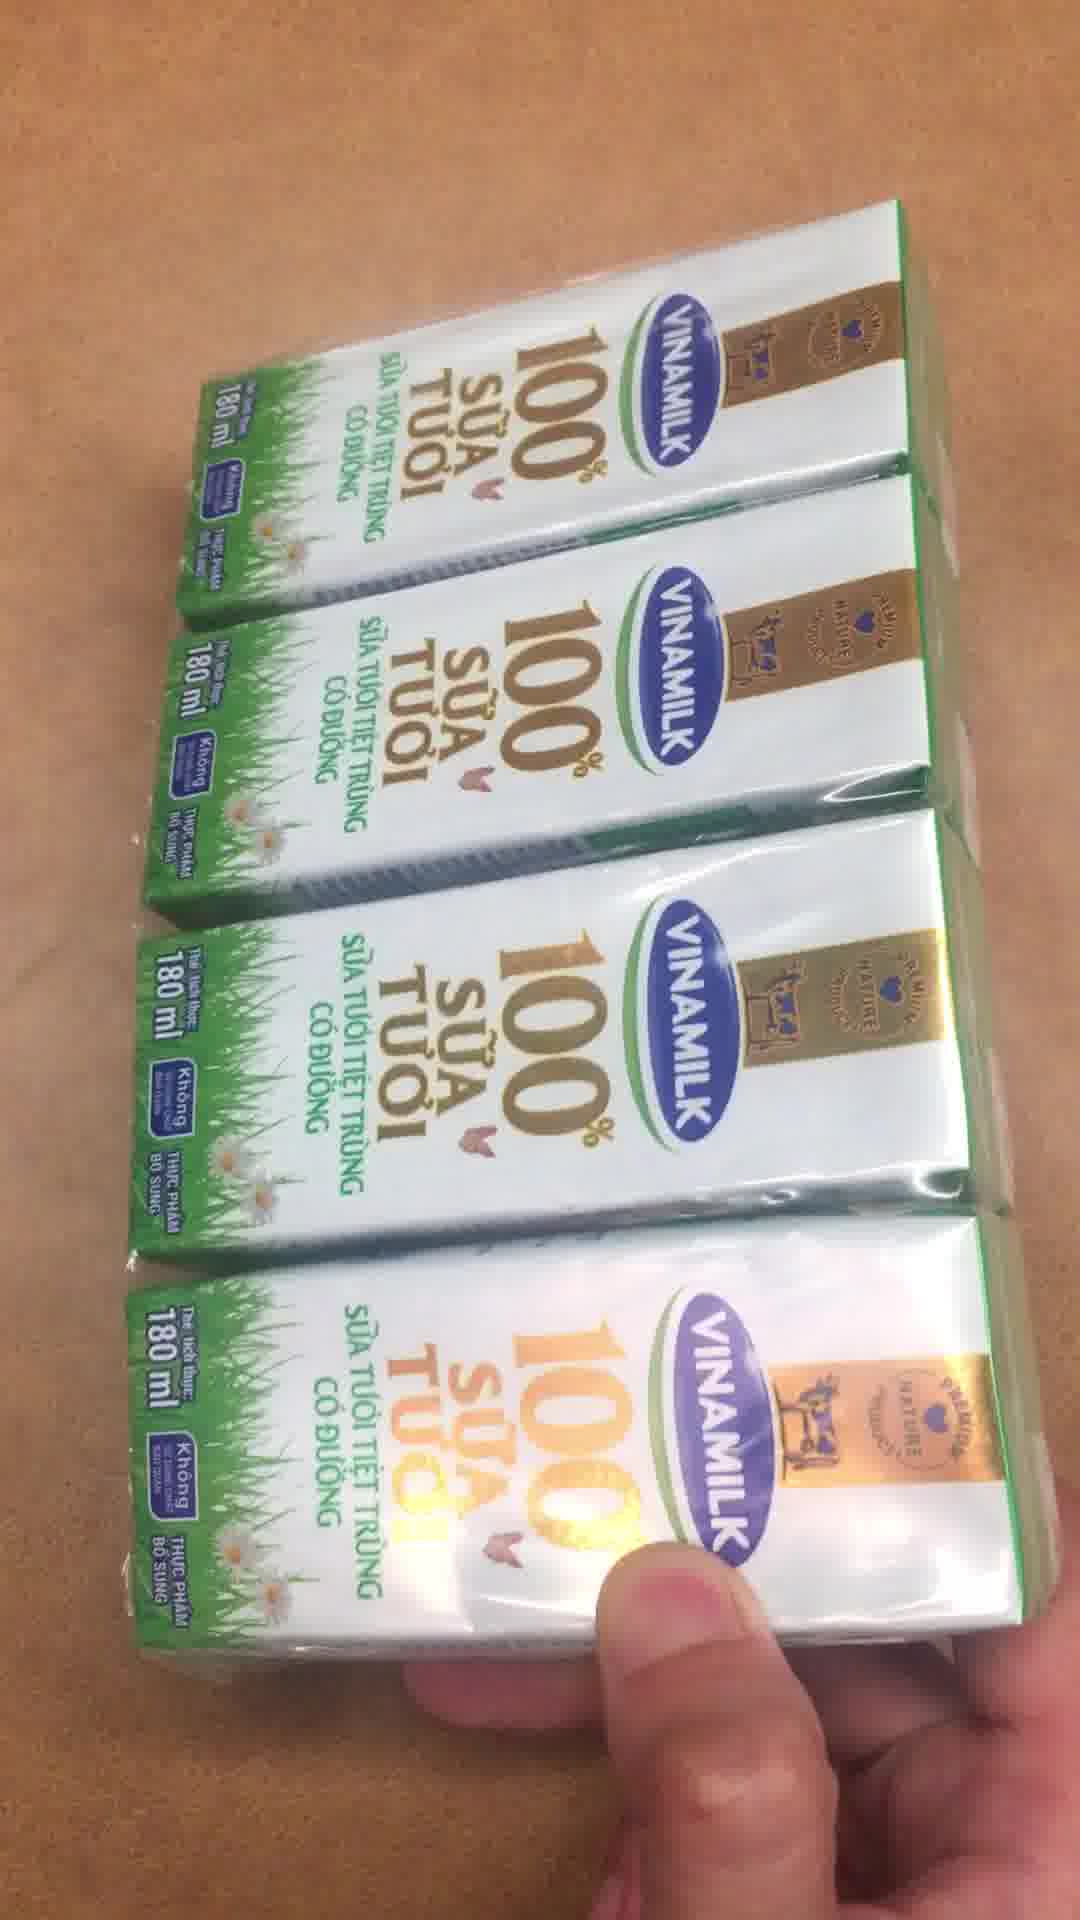 PREMIUM
NATURE
VINAMILK
100%
SỮA
TƯƠI
SỮA TƯƠI TIỆT TRÙNG
CÓ ĐƯỜNG
180 ml
Không
THỰC PHẨM
BỔ SUNG
PREMIUM
NATURE
VINAMILK
100%
SỮA
TƯƠI
SỮA TƯƠI TIỆT TRÙNG
CÓ ĐƯỜNG
180 ml
Không
THỰC PHẨM
BỔ SUNG
PREMIUM
NATURE
VINAMILK
100%
SỮA
TƯƠI
SỮA TƯƠI TIỆT TRÙNG
CÓ ĐƯỜNG
Thể tích thực:
180 ml
Không
THỰC PHẨM
BỔ SUNG
PREMIUM
NATURE
VINAMILK
100
SỮA
TƯƠI
SỮA TƯƠI TIỆT TRÙNG
CÓ ĐƯỜNG
Thể tích thực:
180 ml
Không
THỰC PHẨM
BỔ SUNG